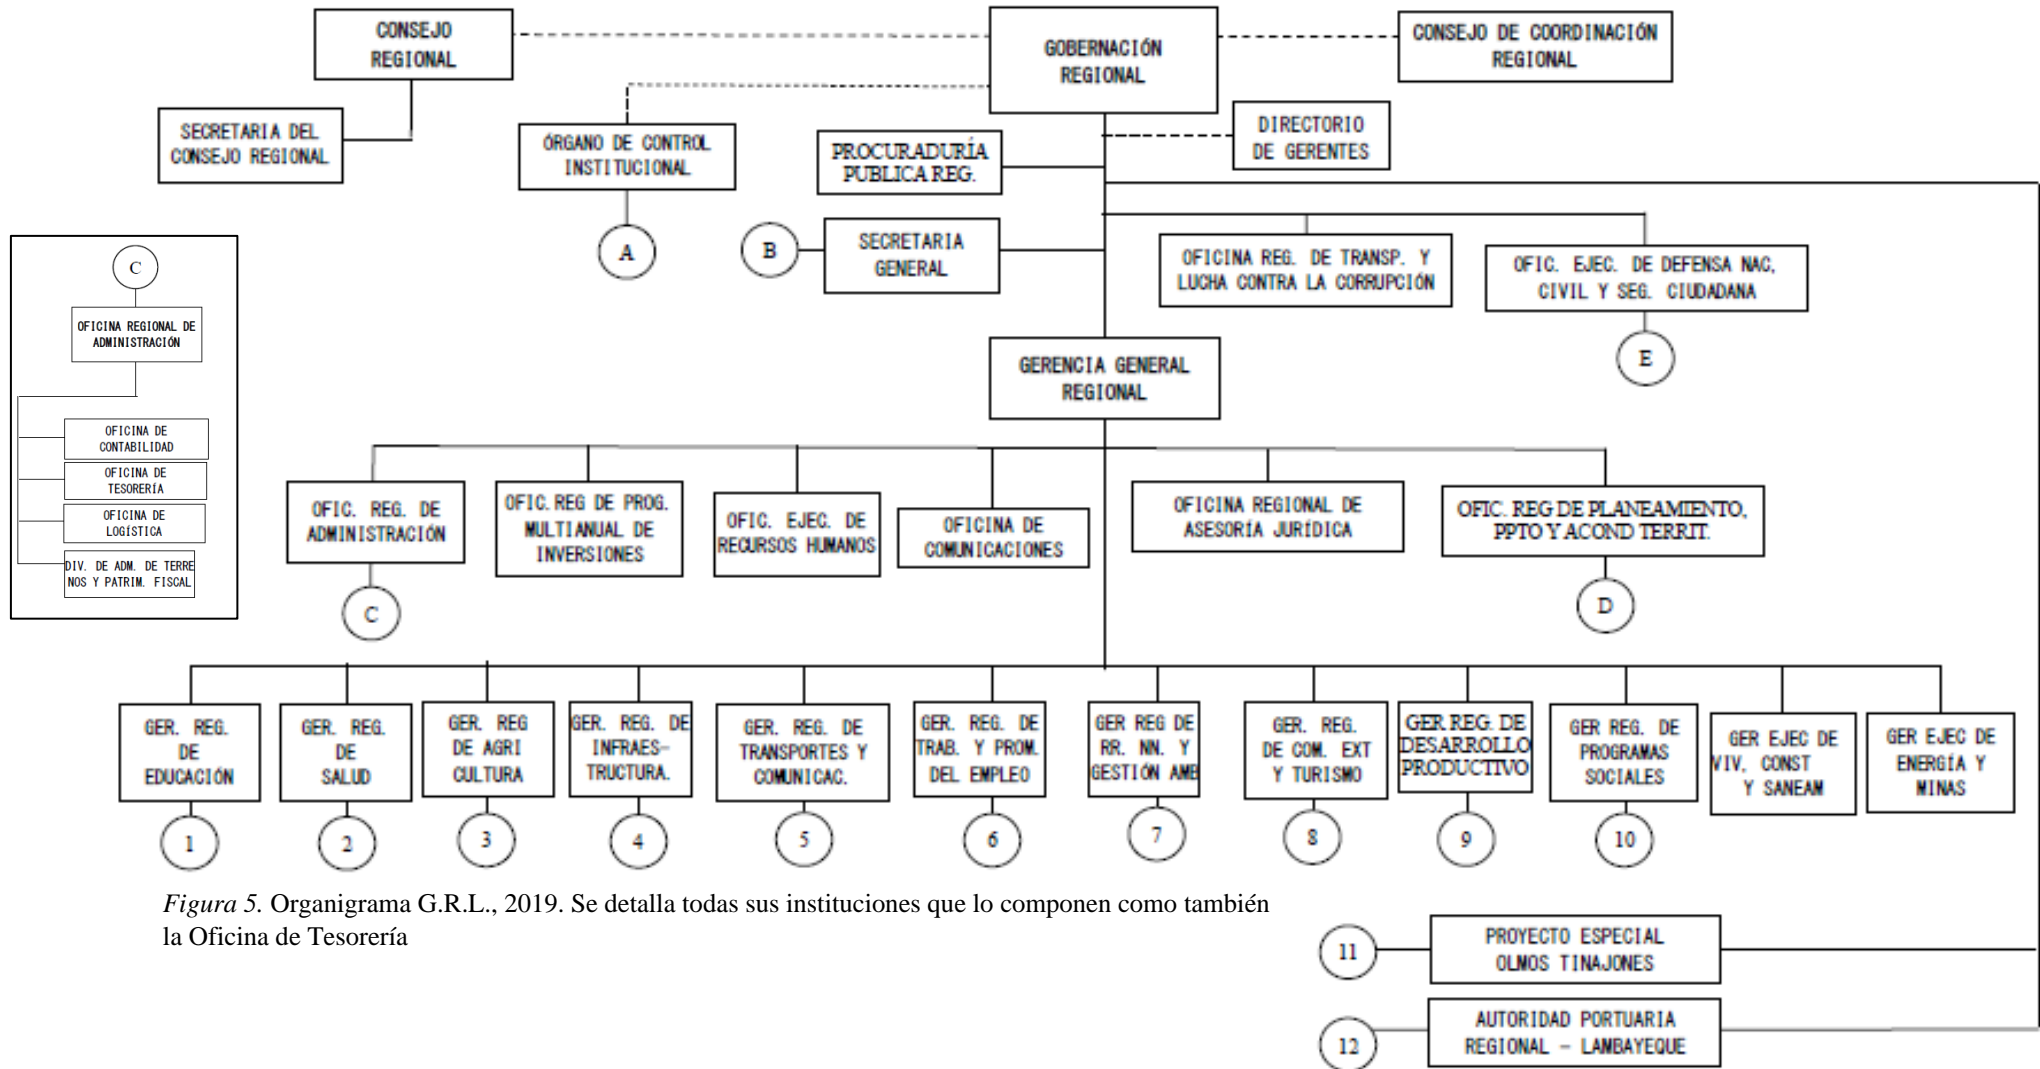 CONSEJO
REGIONAL
GOBERNACIÓN
REGIONAL
CONSEJO DE COORDINACIÓN
REGIONAL
SECRETARIA DEL
CONSEJO REGIONAL
ÓRGANO DE CONTROL
INSTITUCIONAL
PROCURADURÍA
PUBLICA REG.
DIRECTORIO
DE GERENTES
A
B
SECRETARIA
GENERAL
OFICINA REG. DE TRANSP. Y
LUCHA CONTRA LA CORRUPCIÓN
OFIC. EJEC. DE DEFENSA NAC,
CIVIL Y SEG. CIUDADANA
E
C
OFICINA REGIONAL DE
ADMINISTRACIÓN
OFICINA DE
CONTABILIDAD
OFICINA DE
TESORERÍA
OFICINA DE
LOGÍSTICA
DIV. DE ADM. DE TERRE
NOS Y PATRIM. FISCAL
GERENCIA GENERAL
REGIONAL
OFIC. REG. DE
ADMINISTRACIÓN
OFIC.REG DE PROG.
MULTIANUAL DE
INVERSIONES
OFIC. EJEC. DE
RECURSOS HUMANOS
OFICINA DE
COMUNICACIONES
OFICINA REGIONAL DE
ASESORÍA JURÍDICA
OFIC. REG DE PLANEAMIENTO,
PPTO Y ACOND TERRIT.
C
D
GER. REG.
DE
EDUCACIÓN
GER. REG.
DE
SALUD
GER. REG
DE AGRI
CULTURA
GER. REG. DE
INFRAES-
TRUCTURA.
GER. REG. DE
TRANSPORTES Y
COMUNICAC.
GER. REG. DE
TRAB. Y PROM.
DEL EMPLEO
GER REG DE
RR. NN. Y
GESTIÓN AMB
GER. REG.
DE COM. EXT
Y TURISMO
GER REG. DE
DESARROLLO
PRODUCTIVO
GER REG. DE
PROGRAMAS
SOCIALES
GER EJEC DE
VIV, CONST
Y SANEAM
GER EJEC DE
ENERGÍA Y
MINAS
1
2
3
4
5
6
7
8
9
10
Figura 5. Organigrama G.R.L., 2019. Se detalla todas sus instituciones que lo componen como también
la Oficina de Tesorería
11
PROYECTO ESPECIAL
OLMOS TINAJONES
12
AUTORIDAD PORTUARIA
REGIONAL – LAMBAYEQUE